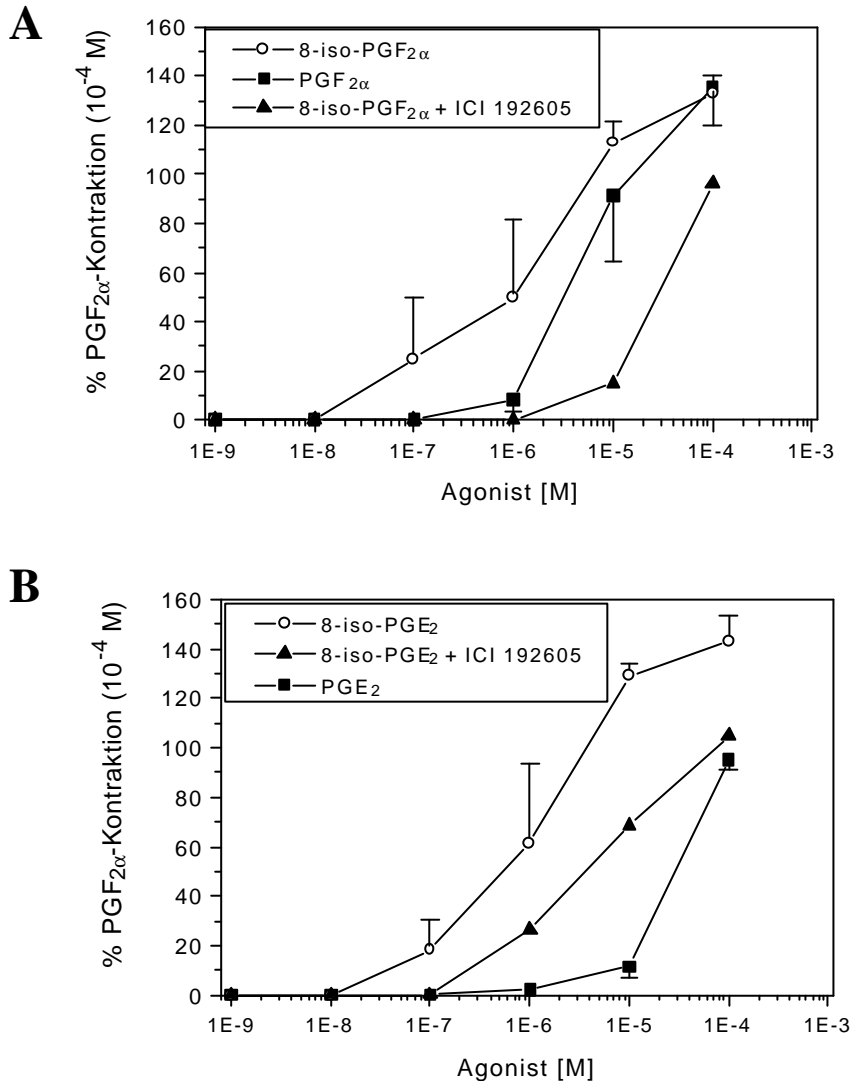 A
% PGF2α-Kontraktion (10-4 M)
160
140
120
100
80
60
40
20
0
8-iso-PGF2α
PGF2α
8-iso-PGF2α + ICI 192605
1E-9 1E-8 1E-7 1E-6 1E-5 1E-4 1E-3
Agonist [M]
B
% PGF2α-Kontraktion (10-4 M)
160
140
120
100
80
60
40
20
0
8-iso-PGE2
8-iso-PGE2 + ICI 192605
PGE2
1E-9 1E-8 1E-7 1E-6 1E-5 1E-4 1E-3
Agonist [M]